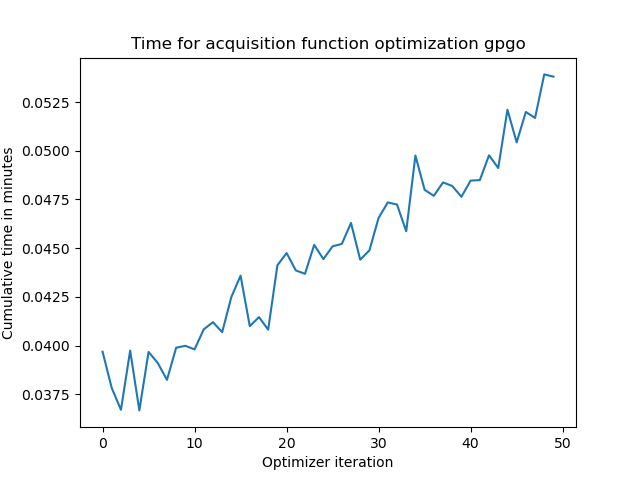 Time for acquisition function optimization gpgo
Cumulative time in minutes
0.0525
0.0500
0.0475
0.0450
0.0425
0.0400
0.0375
0 10 20 30 40 50
Optimizer iteration